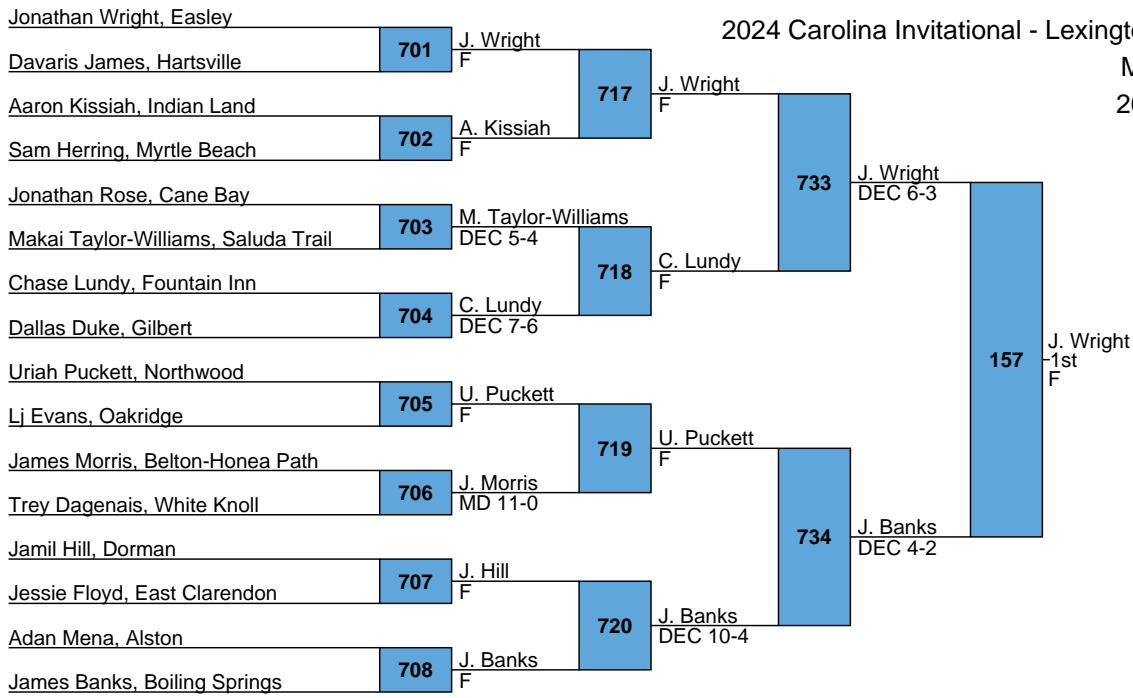 Jonathan Wright, Easley
2024 Carolina Invitational - Lexingt
701
J. Wright
F
Davaris James, Hartsville
M
717
J. Wright
F
Aaron Kissiah, Indian Land
702
A. Kissiah
F
Sam Herring, Myrtle Beach
733
J. Wright
DEC 6-3
Jonathan Rose, Cane Bay
703
M. Taylor-Williams
DEC 5-4
Makai Taylor-Williams, Saluda Trail
718
C. Lundy
F
Chase Lundy, Fountain Inn
704
C. Lundy
DEC 7-6
Dallas Duke, Gilbert
157
J. Wright
1st
F
Uriah Puckett, Northwood
705
U. Puckett
F
Lj Evans, Oakridge
719
U. Puckett
F
James Morris, Belton-Honea Path
706
J. Morris
MD 11-0
Trey Dagenais, White Knoll
734
J. Banks
DEC 4-2
Jamil Hill, Dorman
707
J. Hill
F
Jessie Floyd, East Clarendon
720
J. Banks
DEC 10-4
Adan Mena, Alston
708
J. Banks
F
James Banks, Boiling Springs